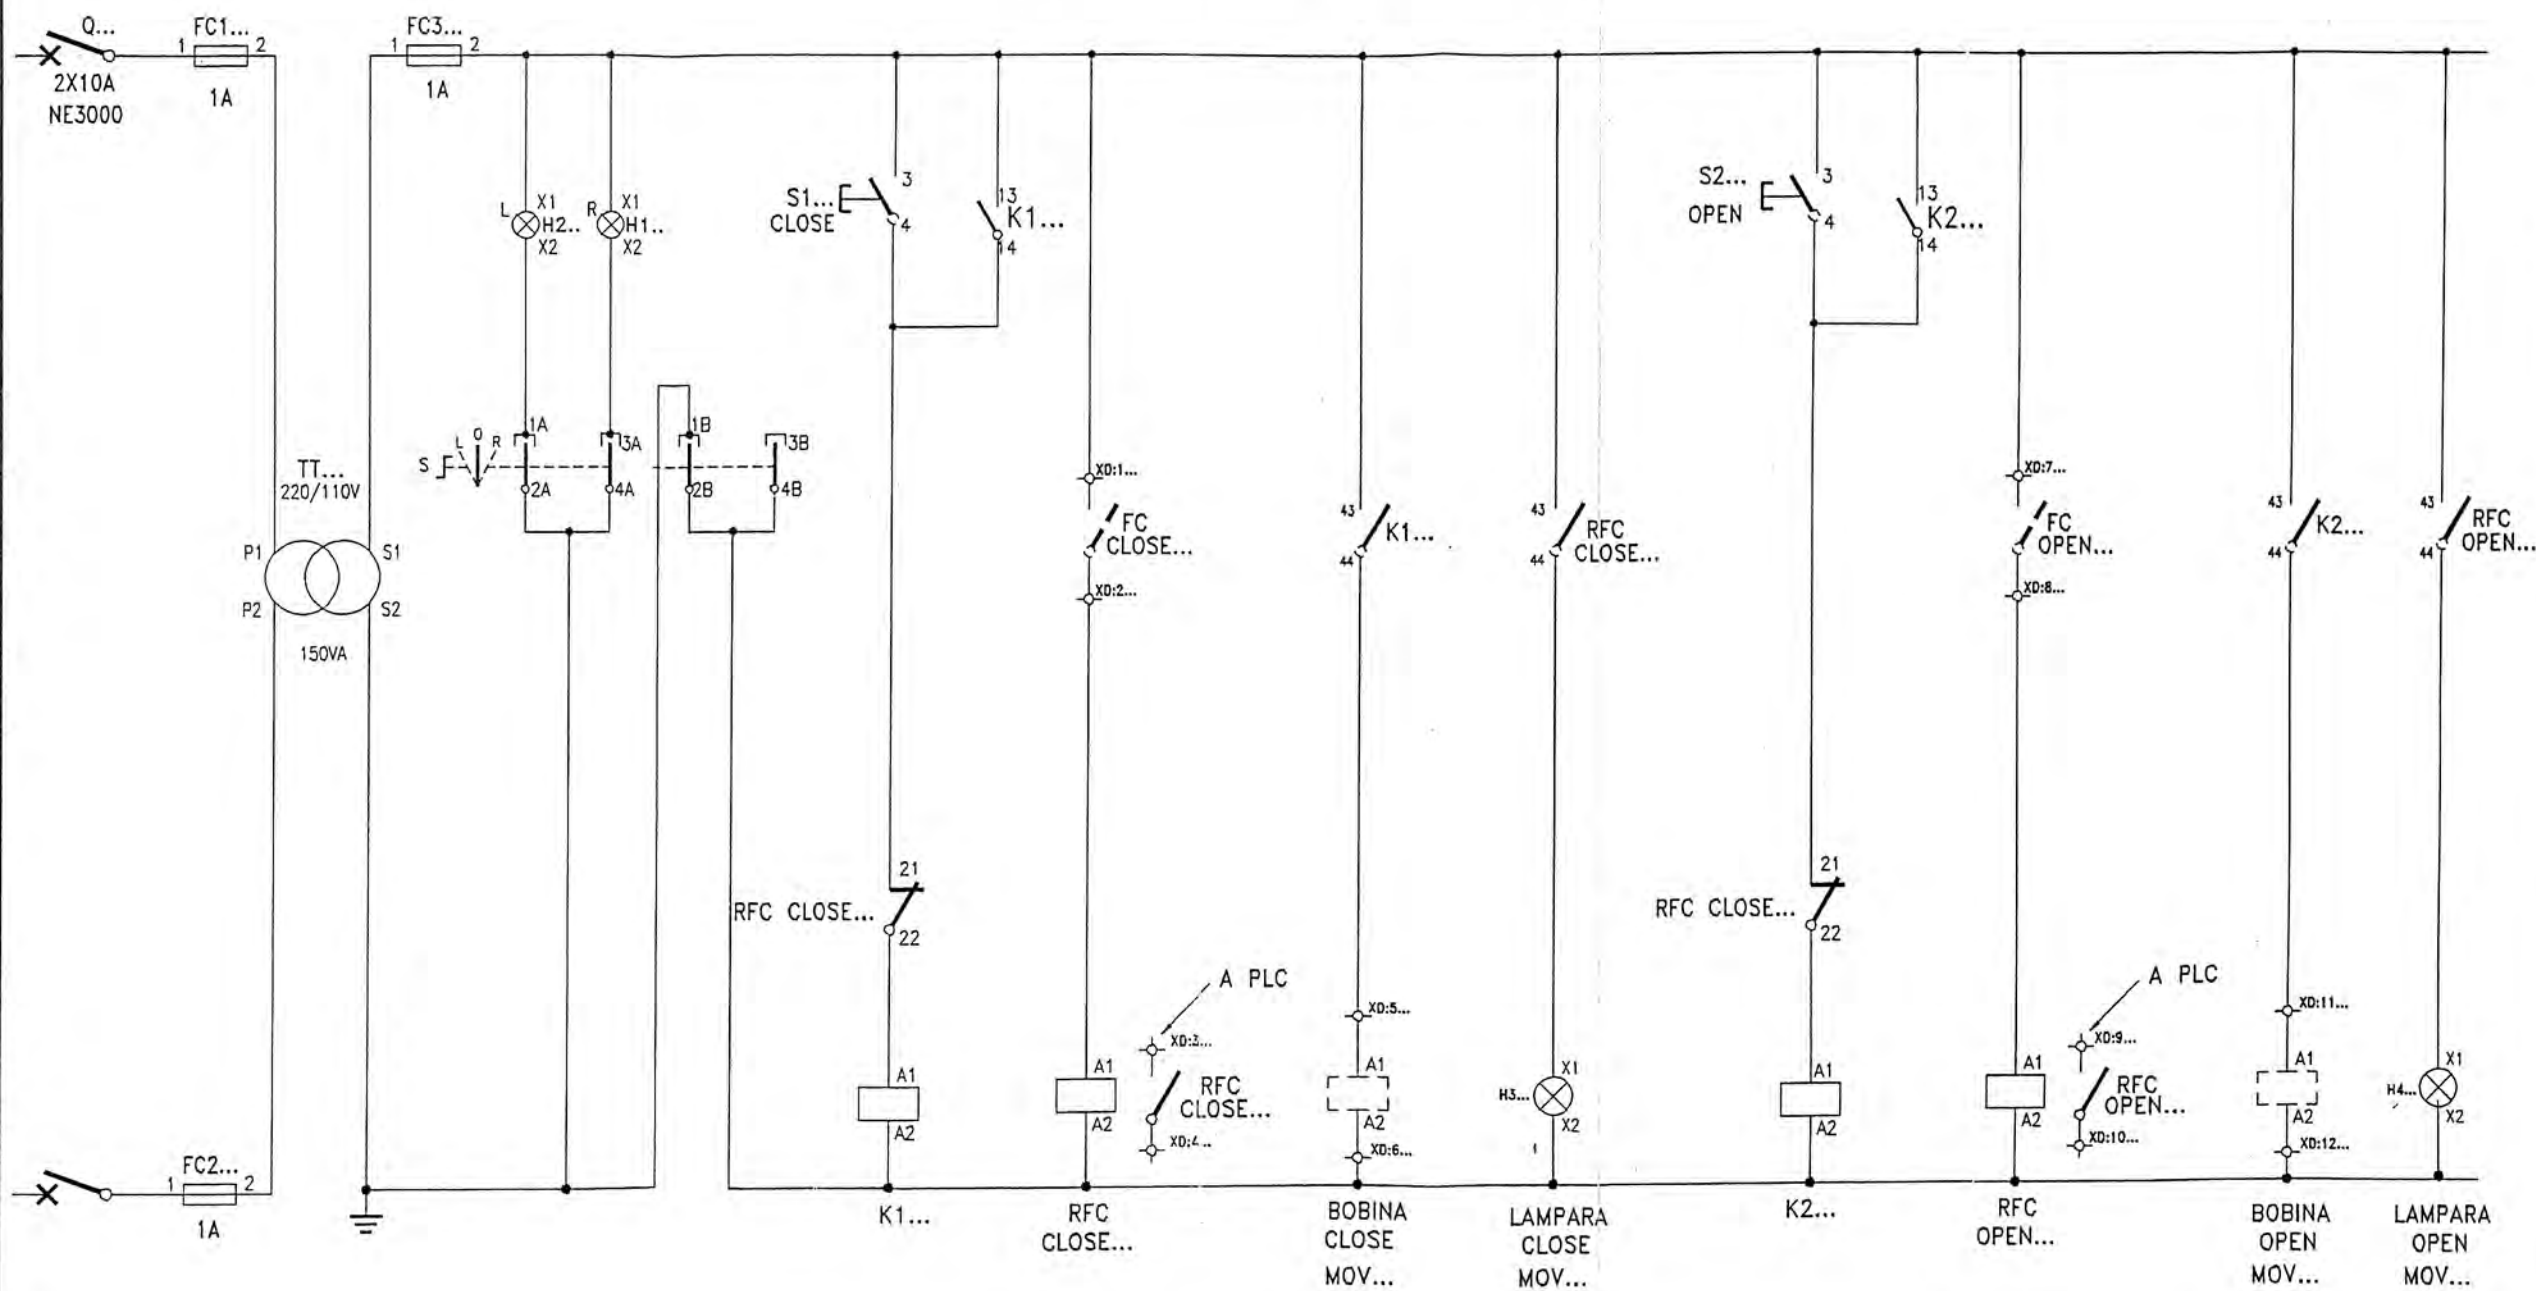 Q...
FC1...
FC3...
1
2
1
2
2X10A
NE3000
1A
1A
L
X1
H2..
X2
R
X1
H1..
X2
S1...
CLOSE
3
4
13
K1...
14
S2...
OPEN
3
4
13
K2...
14
S
L
0
R
1A
2A
3A
4A
1B
2B
3B
4B
TT...
220/110V
P1
P2
S1
S2
150VA
XD:1...
FC
CLOSE...
XD:2...
43
K1...
44
43
RFC
CLOSE...
44
XD:7...
FC
OPEN...
XD:8...
43
K2...
44
43
RFC
OPEN...
44
21
RFC CLOSE...
22
21
RFC CLOSE...
22
A PLC
XD:3...
RFC
CLOSE...
XD:4...
A PLC
XD:9...
RFC
OPEN...
XD:10...
A1
A2
A1
A2
XD:5...
A1
A2
XD:6...
H3...
X1
X2
A1
A2
A1
A2
XD:11...
A1
A2
XD:12...
H4...
X1
X2
FC2...
1
2
1A
K1...
RFC
CLOSE...
BOBINA
CLOSE
MOV...
LAMPARA
CLOSE
MOV...
K2...
RFC
OPEN...
BOBINA
OPEN
MOV...
LAMPARA
OPEN
MOV...